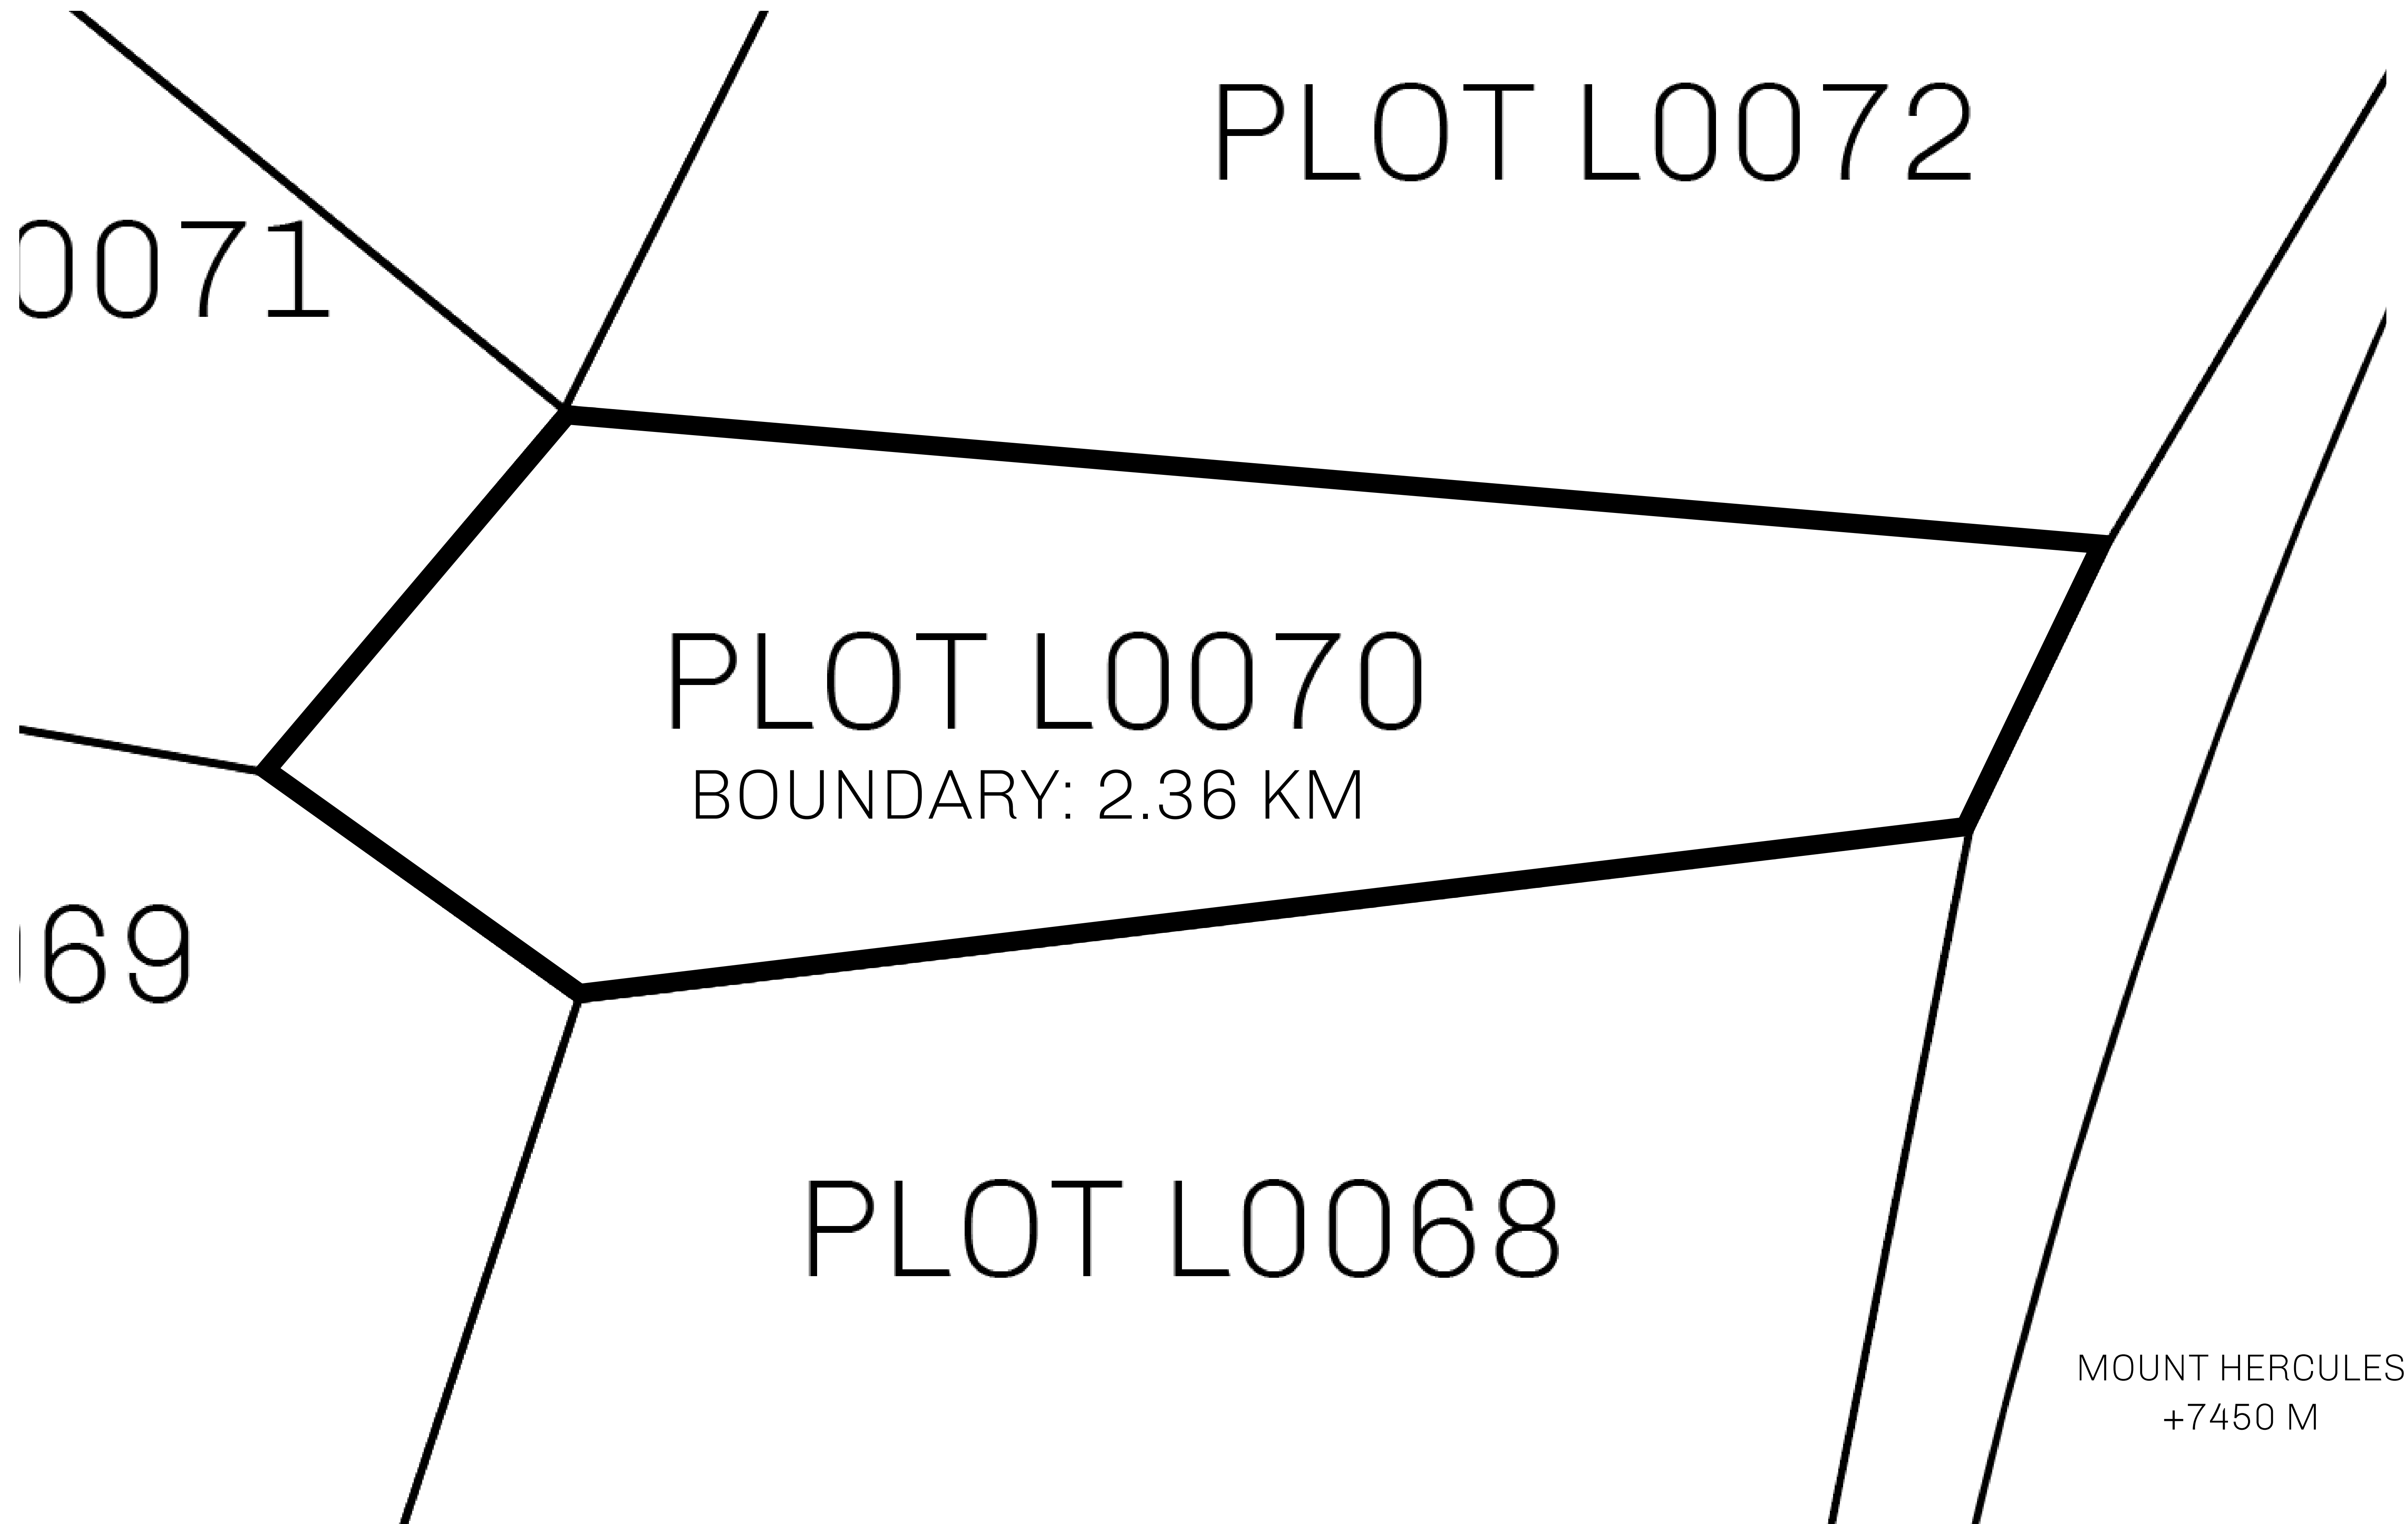 PLOT L0072
0071
PLOT L0070
BOUNDARY: 2.36 KM
69
PLOT L0068
MOUNT HERCULES
+7450 M